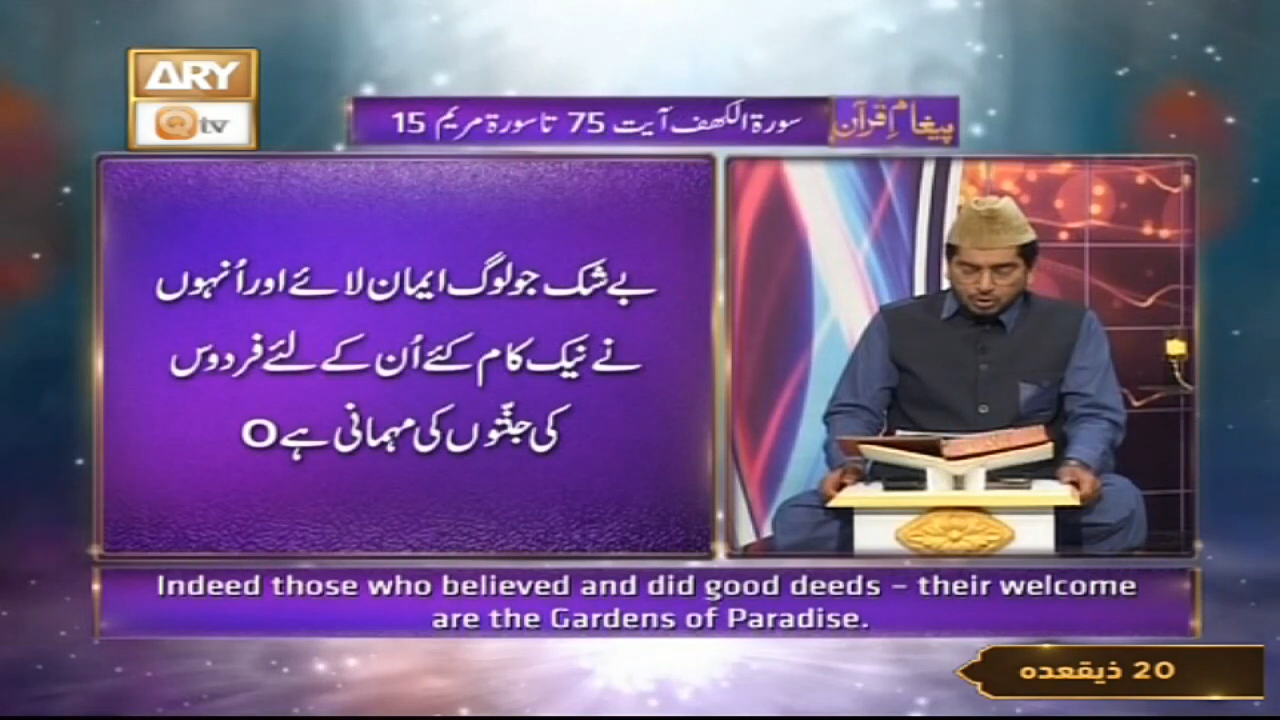 ARY
Qtv
پیغامِ قرآن
سورۃ الکھف آیت 75 تا سورۃ مریم 15
بے شک جو لوگ ایمان لائے اور اُنہوں
نے نیک کام کئے اُن کے لئے فردوس
کی جنّتوں کی مہمانی ہے O
Indeed those who believed and did good deeds – their welcome
are the Gardens of Paradise.
20 ذیقعدہ